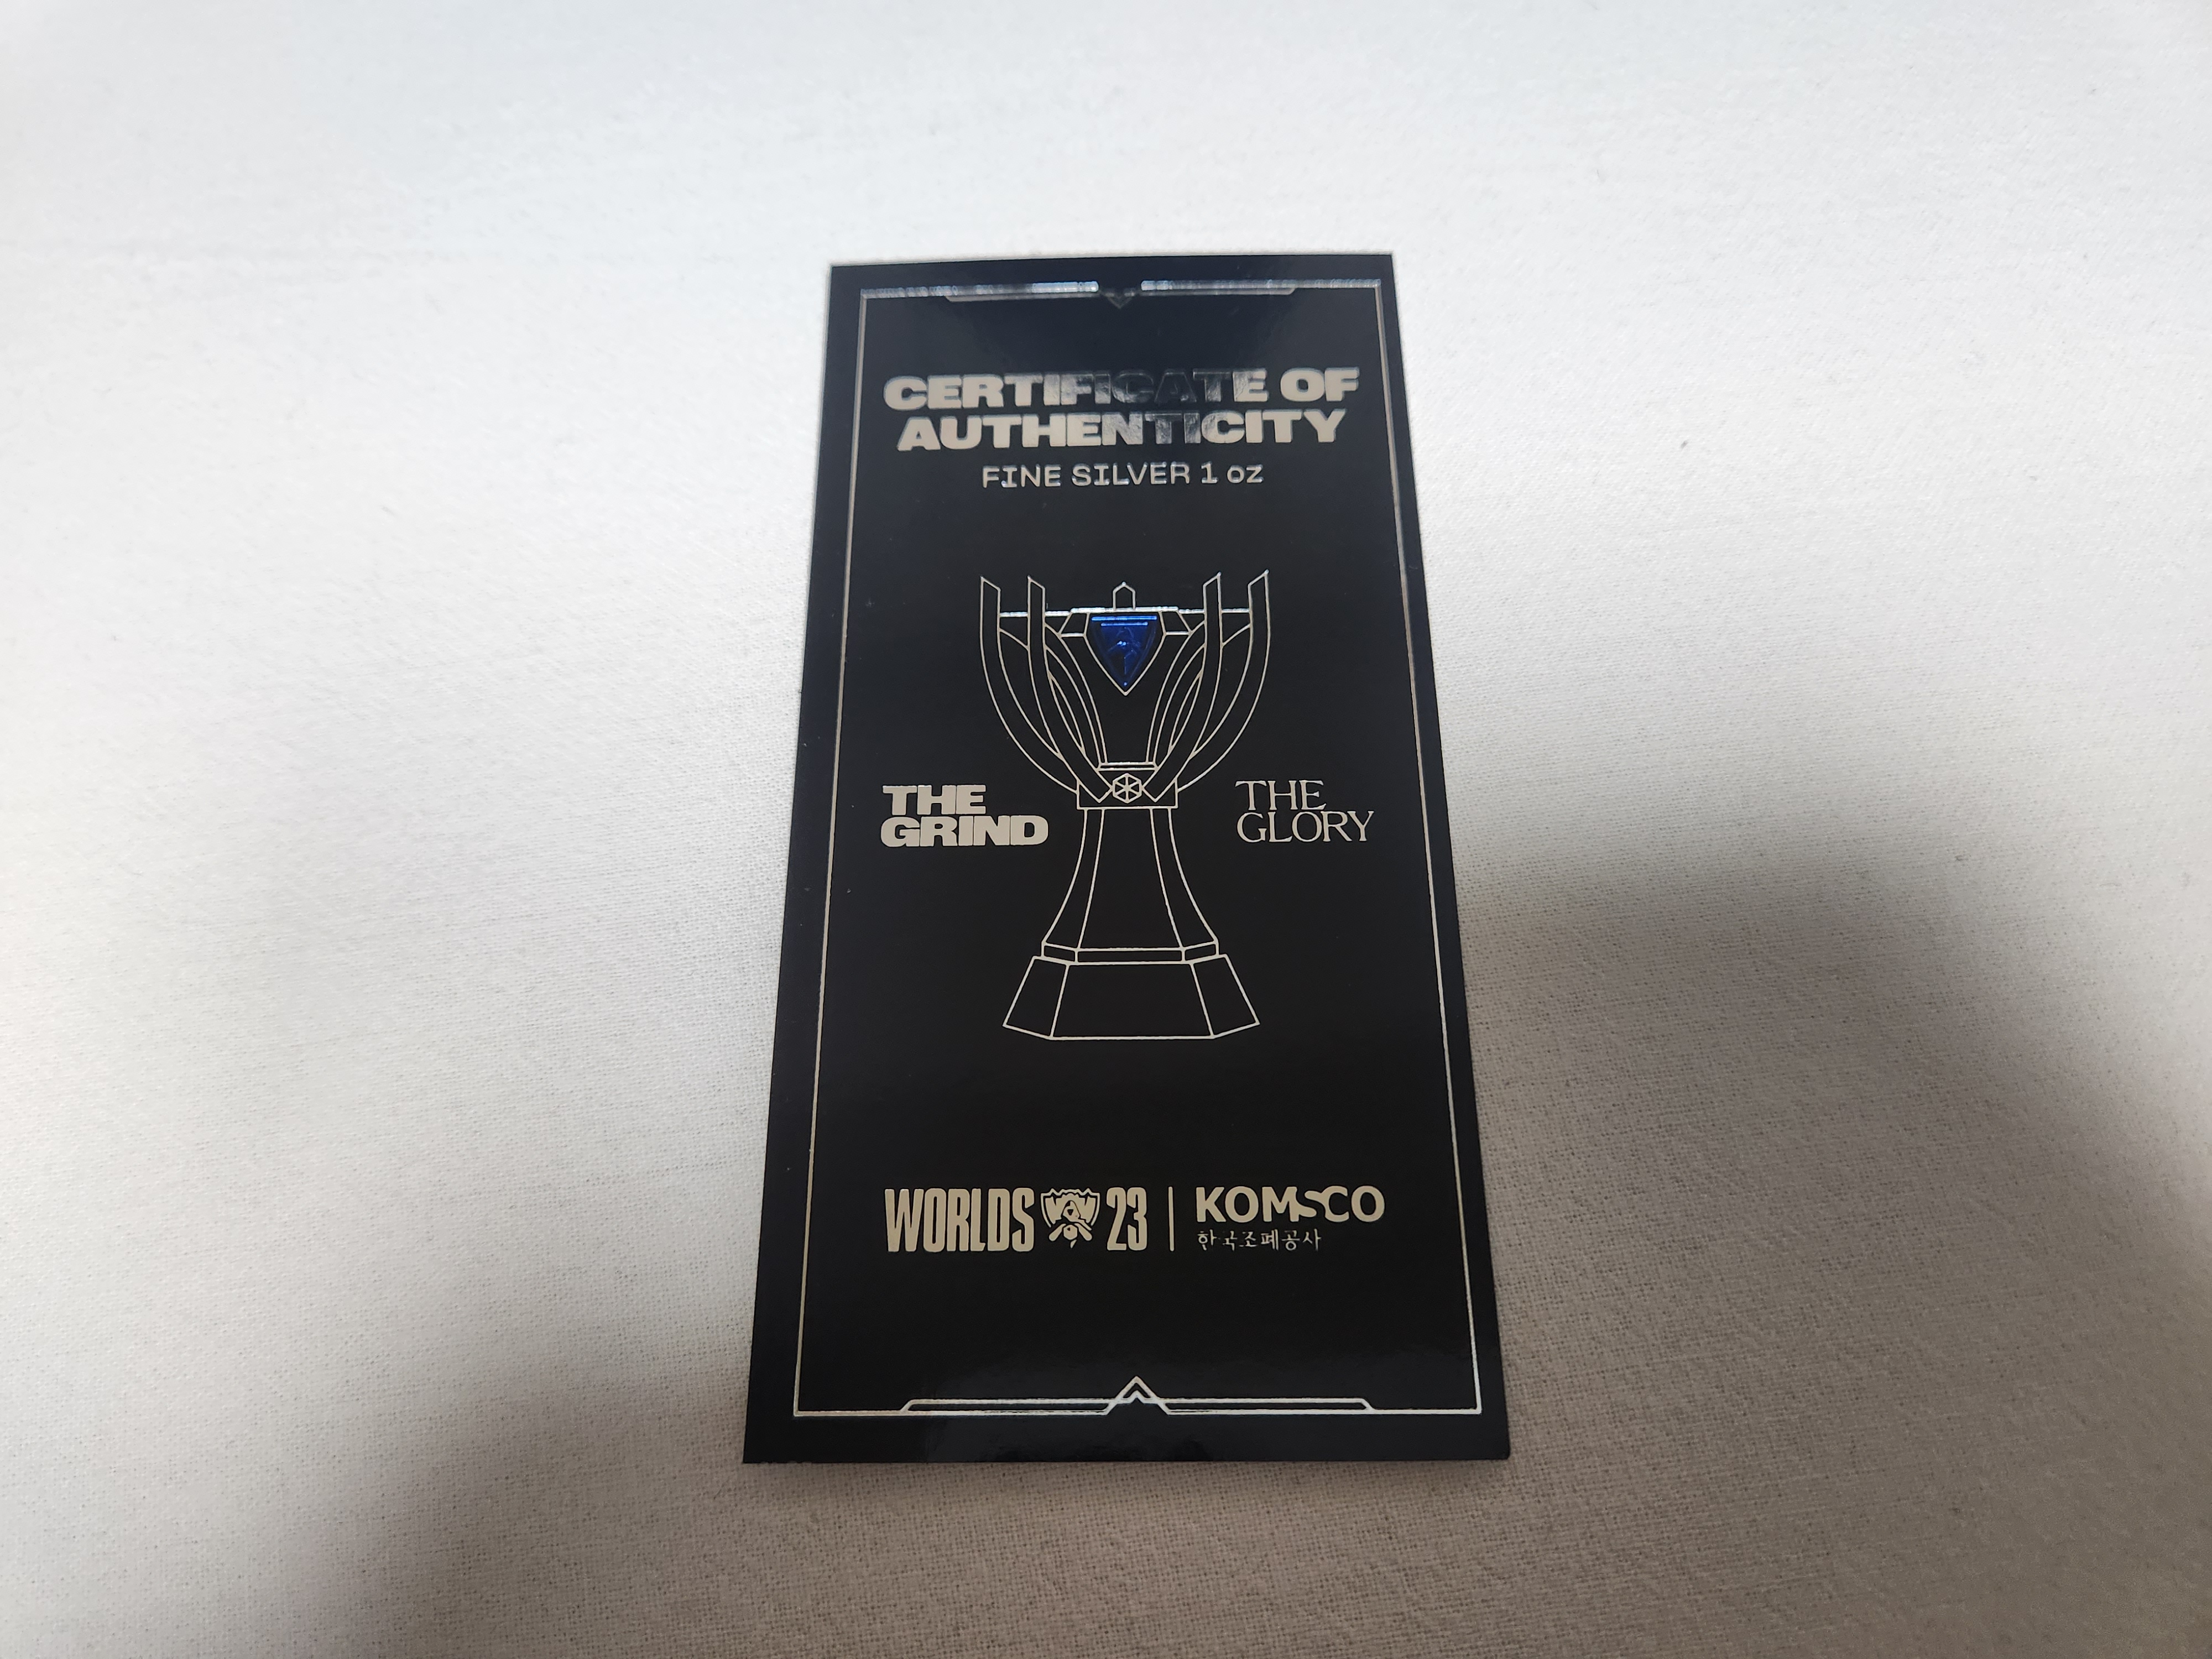 CERTIFICATE OF
AUTHENTICITY
FINE SILVER 1 oz
THE
GRIND
THE
GLORY
WORLDS 23 | KOMSCO
한국조폐공사